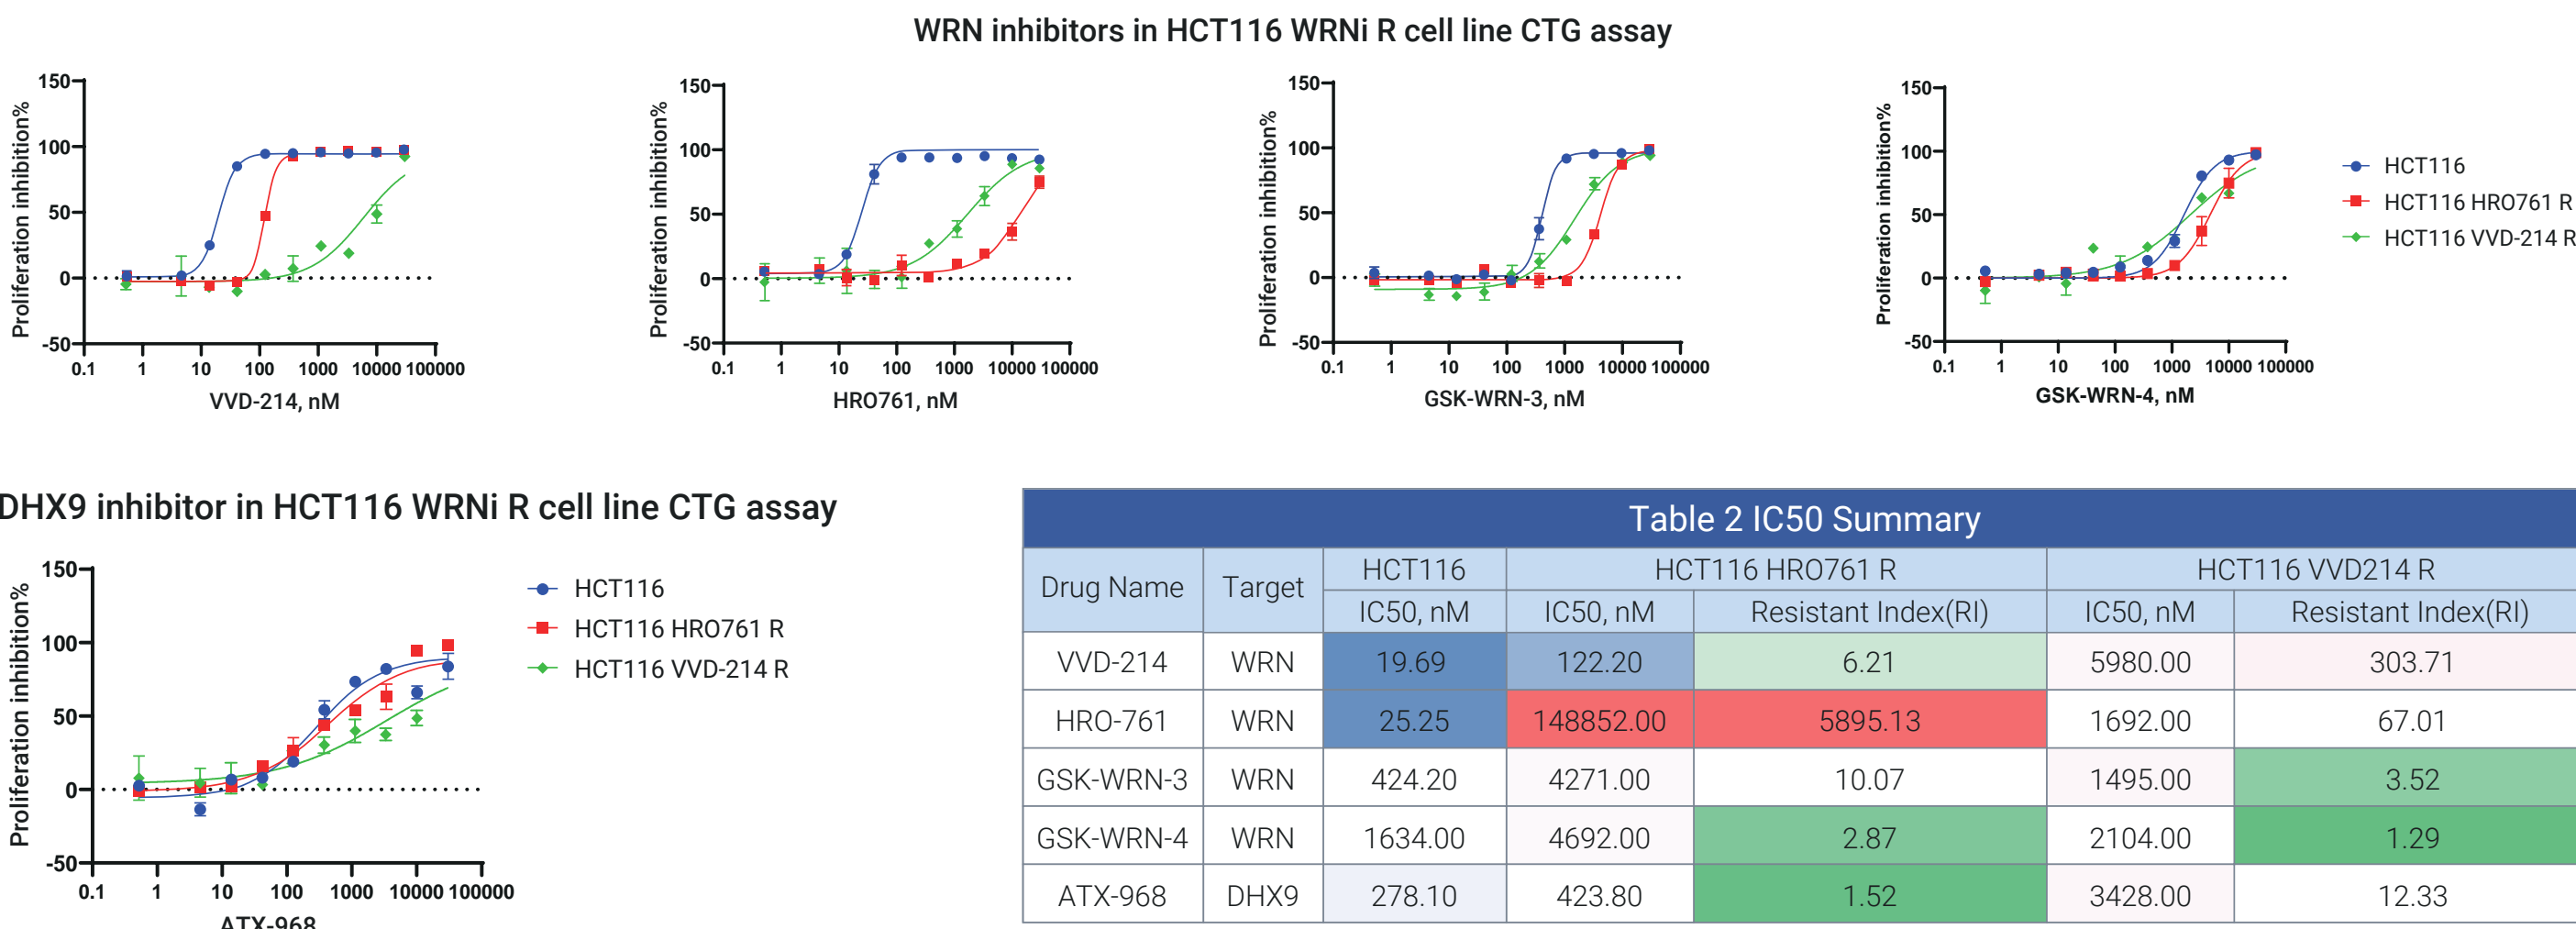 WRN inhibitors in HCT116 WRNi R cell line CTG assay
Proliferation inhibition%
150
100
50
0
-50
0.1 1 10 100 1000 10000 100000
VVD-214, nM
Proliferation inhibition%
150
100
50
0
-50
0.1 1 10 100 1000 10000 100000
HRO761, nM
Proliferation inhibition%
150
100
50
0
-50
0.1 1 10 100 1000 10000 100000
GSK-WRN-3, nM
Proliferation inhibition%
150
100
50
0
-50
0.1 1 10 100 1000 10000 100000
GSK-WRN-4, nM
HCT116
HCT116 HRO761 R
HCT116 VVD-214 R
DHX9 inhibitor in HCT116 WRNi R cell line CTG assay
Proliferation inhibition%
150
100
50
0
-50
0.1 1 10 100 1000 10000 100000
ATX-968
HCT116
HCT116 HRO761 R
HCT116 VVD-214 R
Table 2 IC50 Summary
Drug Name Target HCT116 HCT116 HRO761 R HCT116 VVD214 R
IC50, nM IC50, nM Resistant Index(RI) IC50, nM Resistant Index(RI)
VVD-214 WRN 19.69 122.20 6.21 5980.00 303.71
HRO-761 WRN 25.25 148852.00 5895.13 1692.00 67.01
GSK-WRN-3 WRN 424.20 4271.00 10.07 1495.00 3.52
GSK-WRN-4 WRN 1634.00 4692.00 2.87 2104.00 1.29
ATX-968 DHX9 278.10 423.80 1.52 3428.00 12.33